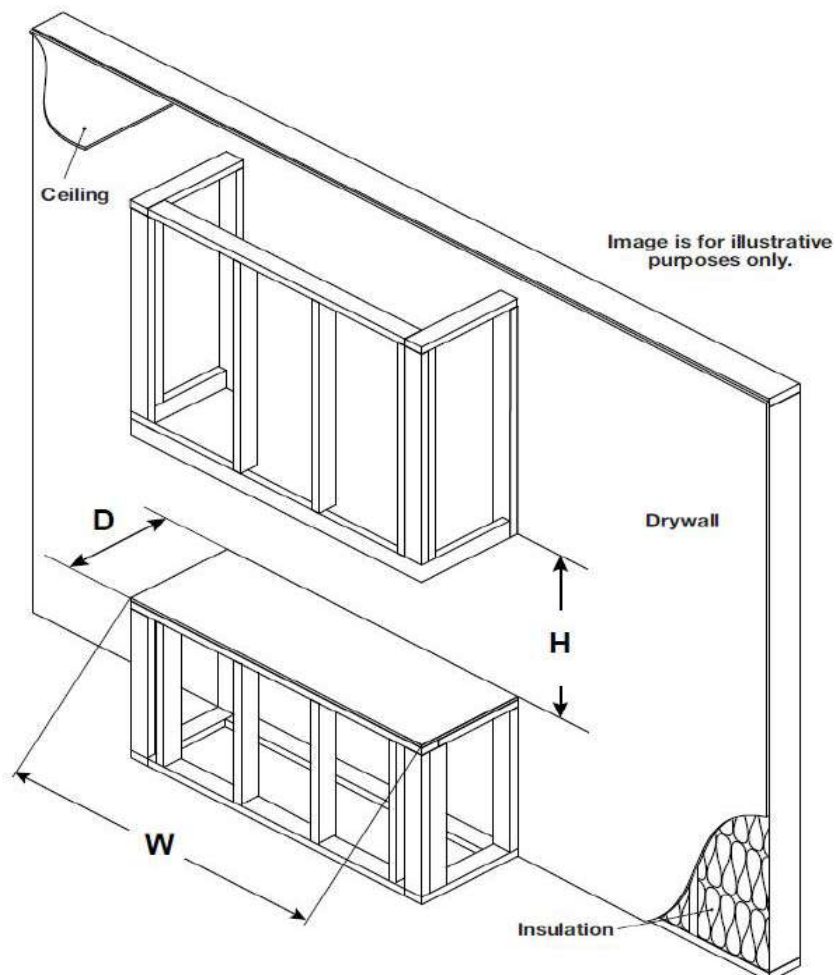 Ceiling
Image is for illustrative
purposes only.
D
Drywall
H
W
Insulation